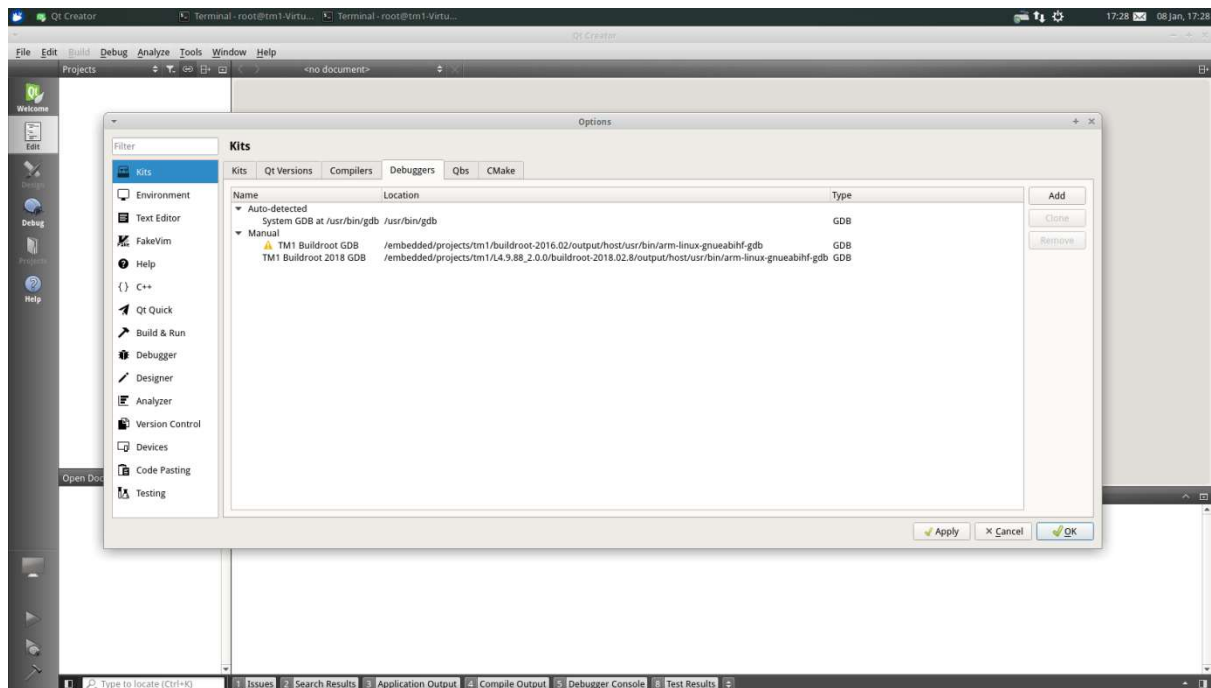 Qt Creator Terminal - root@tm1-Virtu... Terminal - root@tm1-Virtu... 17:28 08 Jan, 17:28
Qt Creator
File Edit Build Debug Analyze Tools Window Help
Projects <no document>
Welcome
Edit
Design
Debug
Projects
Help
Options
Filter
Kits
Environment
Text Editor
FakeVim
Help
{} C++
Qt Quick
Build & Run
Debugger
Designer
Analyzer
Version Control
Devices
Code Pasting
Testing
Kits
Kits Qt Versions Compilers Debuggers Qbs CMake
Name Location Type
Auto-detected
System GDB at /usr/bin/gdb /usr/bin/gdb GDB
Manual
TM1 Buildroot GDB /embedded/projects/tm1/buildroot-2016.02/output/host/usr/bin/arm-linux-gnueabihf-gdb GDB
TM1 Buildroot 2018 GDB /embedded/projects/tm1/L4.9.88_2.0.0/buildroot-2018.02.8/output/host/usr/bin/arm-linux-gnueabihf-gdb GDB
Add
Clone
Remove
Apply Cancel OK
Open Doc
Type to locate (Ctrl+K) 1 Issues 2 Search Results 3 Application Output 4 Compile Output 5 Debugger Console 8 Test Results